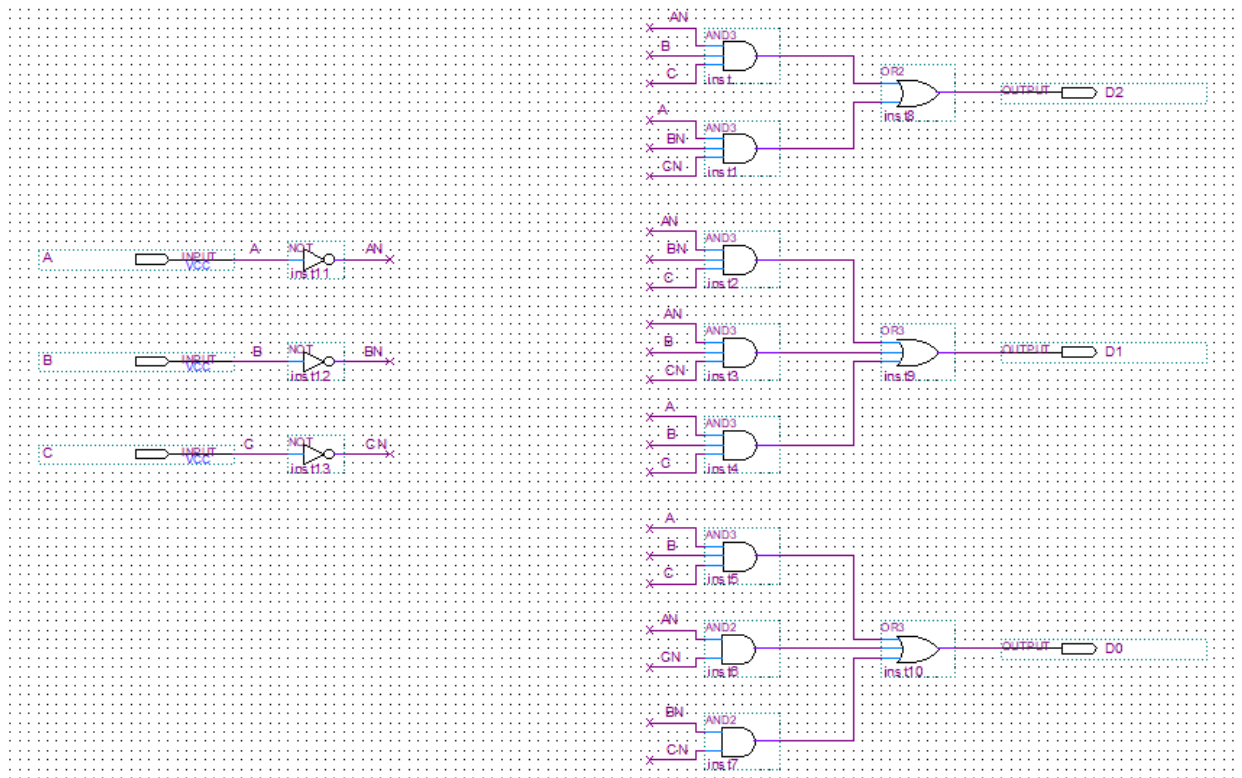 AN
AND3
B
C
inst
OR2
OUTPUT
D2
inst8
A
AND3
BN
CN
inst1
AN
AND3
BN
C
inst2
A
INPUT
VCC
A
NOT
AN
inst11
AN
AND3
B
CN
inst3
OR3
OUTPUT
D1
inst9
B
INPUT
VCC
B
NOT
BN
inst12
A
AND3
B
C
inst4
C
INPUT
VCC
C
NOT
CN
inst13
A
AND3
B
C
inst5
AN
AND2
CN
inst6
OR3
OUTPUT
D0
inst10
BN
AND2
CN
inst7